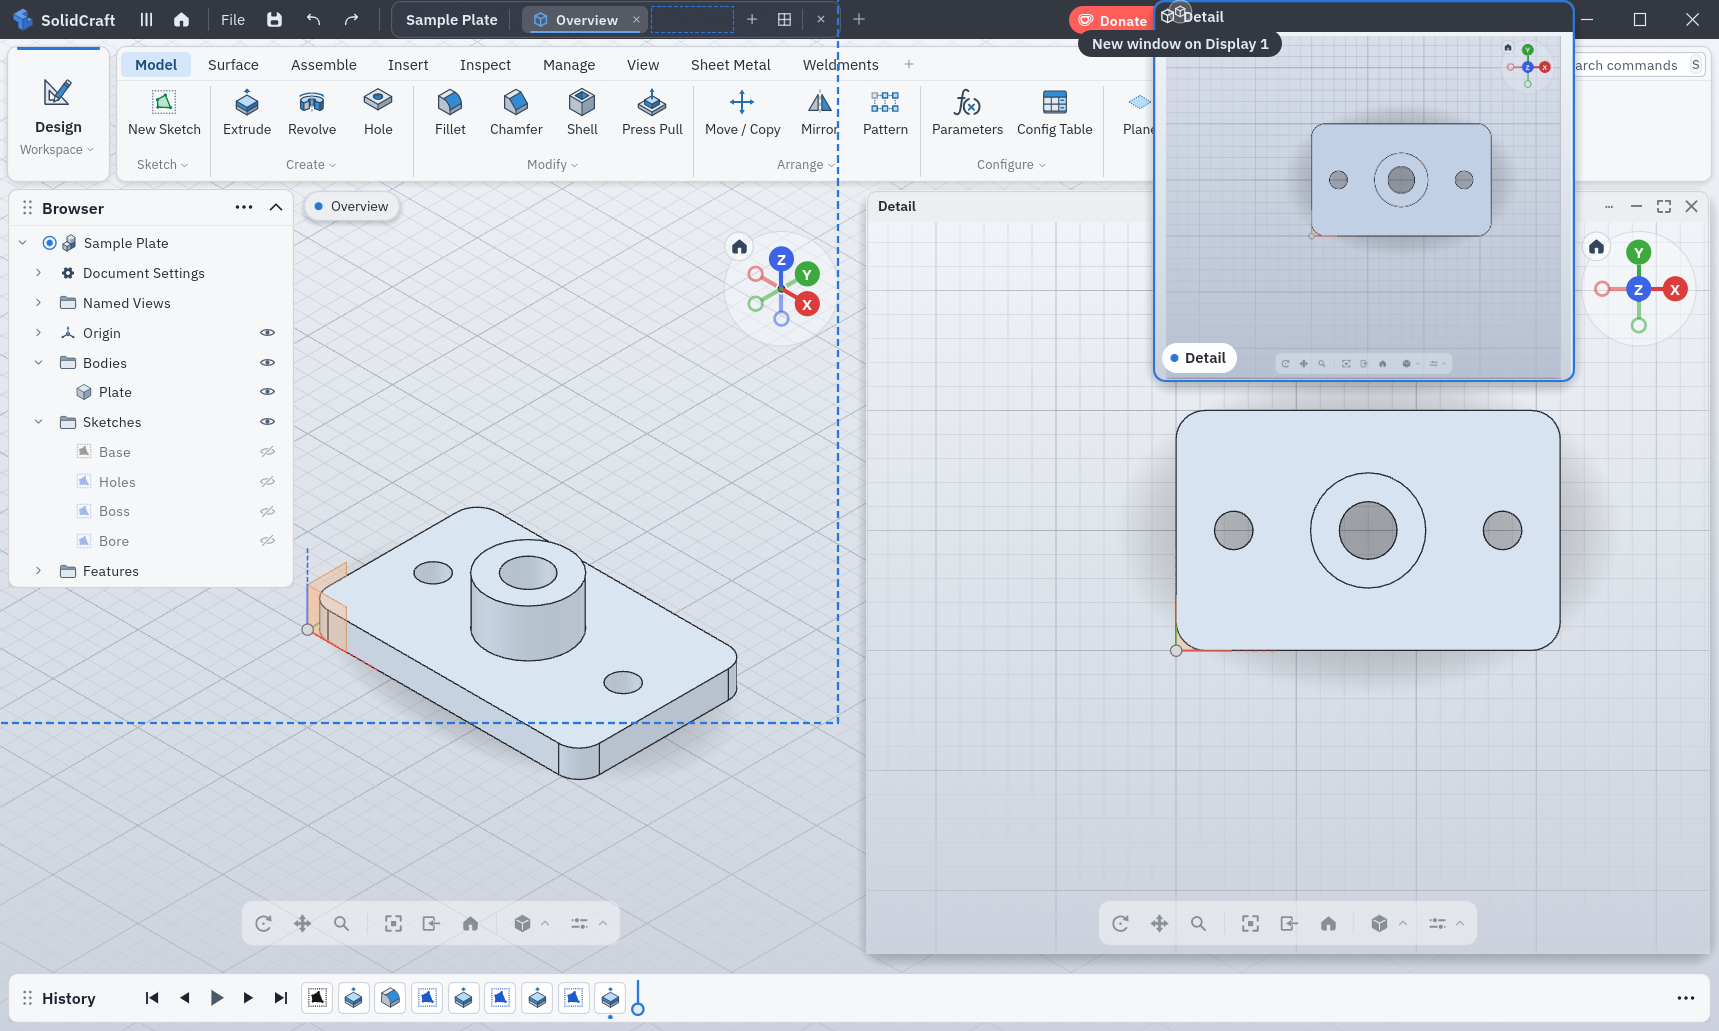 SolidCraft
File
Sample Plate
Overview
Donate
Detail
New window on Display 1
Design
Workspace
Model
Surface
Assemble
Insert
Inspect
Manage
View
Sheet Metal
Weldments
arch commands
S
New Sketch
Extrude
Revolve
Hole
Fillet
Chamfer
Shell
Press Pull
Move / Copy
Mirror
Pattern
Parameters
Config Table
Plane
Sketch
Create
Modify
Arrange
Configure
Y
Z
X
Detail
Browser
Sample Plate
Document Settings
Named Views
Origin
Bodies
Plate
Sketches
Base
Holes
Boss
Bore
Features
Overview
Z
Y
X
Detail
Y
Z
X
History